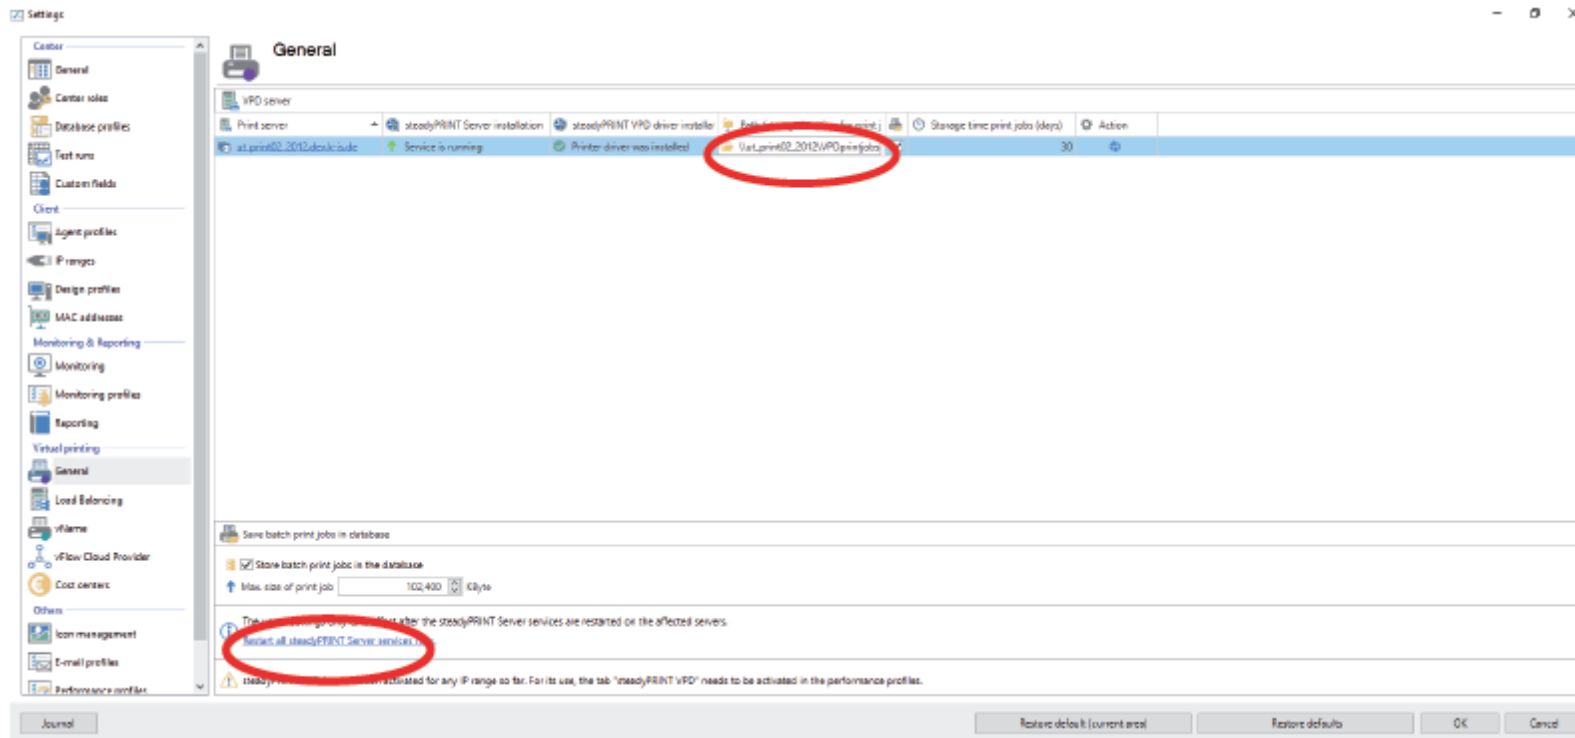 Settings
Center
General
Center roles
Database profiles
Test runs
Custom fields
Client
Agent profiles
IP ranges
Design profiles
MAC addresses
Monitoring & Reporting
Monitoring
Monitoring profiles
Reporting
Virtual printing
General
Load Balancing
vName
vFlow Cloud Provider
Cost centers
Others
Icon management
E-mail profiles
Performance profiles
General
VPD server
Print server
steadyPRINT Server installation
steadyPRINT VPD driver installe
Storage time print jobs (days)
Action
Service is running
Printer driver was installed
30
Save batch print jobs in database
Store batch print jobs in the database
Max. size of print job 102,400 KByte
after the steadyPRINT Server services are restarted on the affected servers.
Restart all steadyPRINT Server services
activated for any IP range so far. For its use, the tab "steadyPRINT VPD" needs to be activated in the performance profiles.
Journal
Restore default (current area)
Restore defaults
OK
Cancel